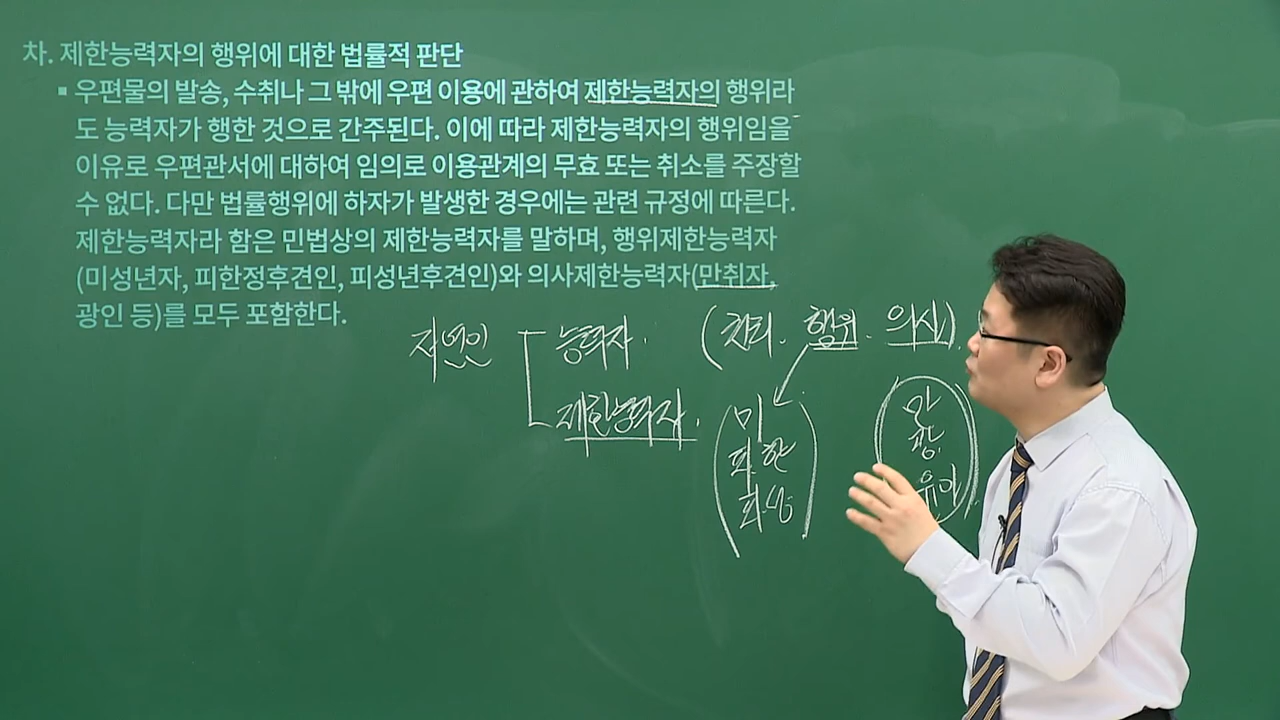 차. 제한능력자의 행위에 대한 법률적 판단
▪ 우편물의 발송, 수취나 그 밖에 우편 이용에 관하여 제한능력자의 행위라
도 능력자가 행한 것으로 간주된다. 이에 따라 제한능력자의 행위임을
이유로 우편관서에 대하여 임의로 이용관계의 무효 또는 취소를 주장할
수 없다. 다만 법률행위에 하자가 발생한 경우에는 관련 규정에 따른다.
제한능력자라 함은 민법상의 제한능력자를 말하며, 행위제한능력자
(미성년자, 피한정후견인, 피성년후견인)와 의사제한능력자(만취자,
광인 등)를 모두 포함한다.
자연인 능력자. (권리. 행위. 의사).
제한능력자. (미
피한
피성)
(만
광.
유아).